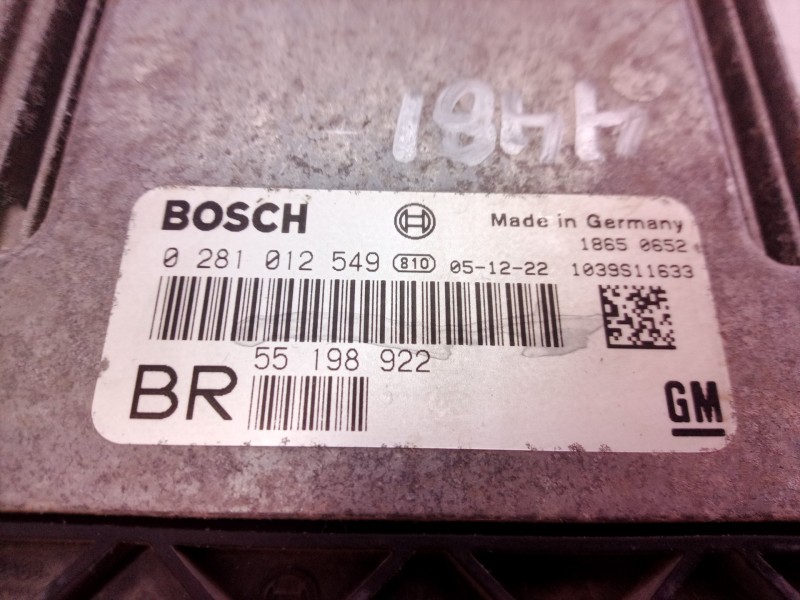 4481
BOSCH Made in Germany
1865 0652
0 281 012 549 810 05-12-22 1039S11633
55 198 922
BR
GM